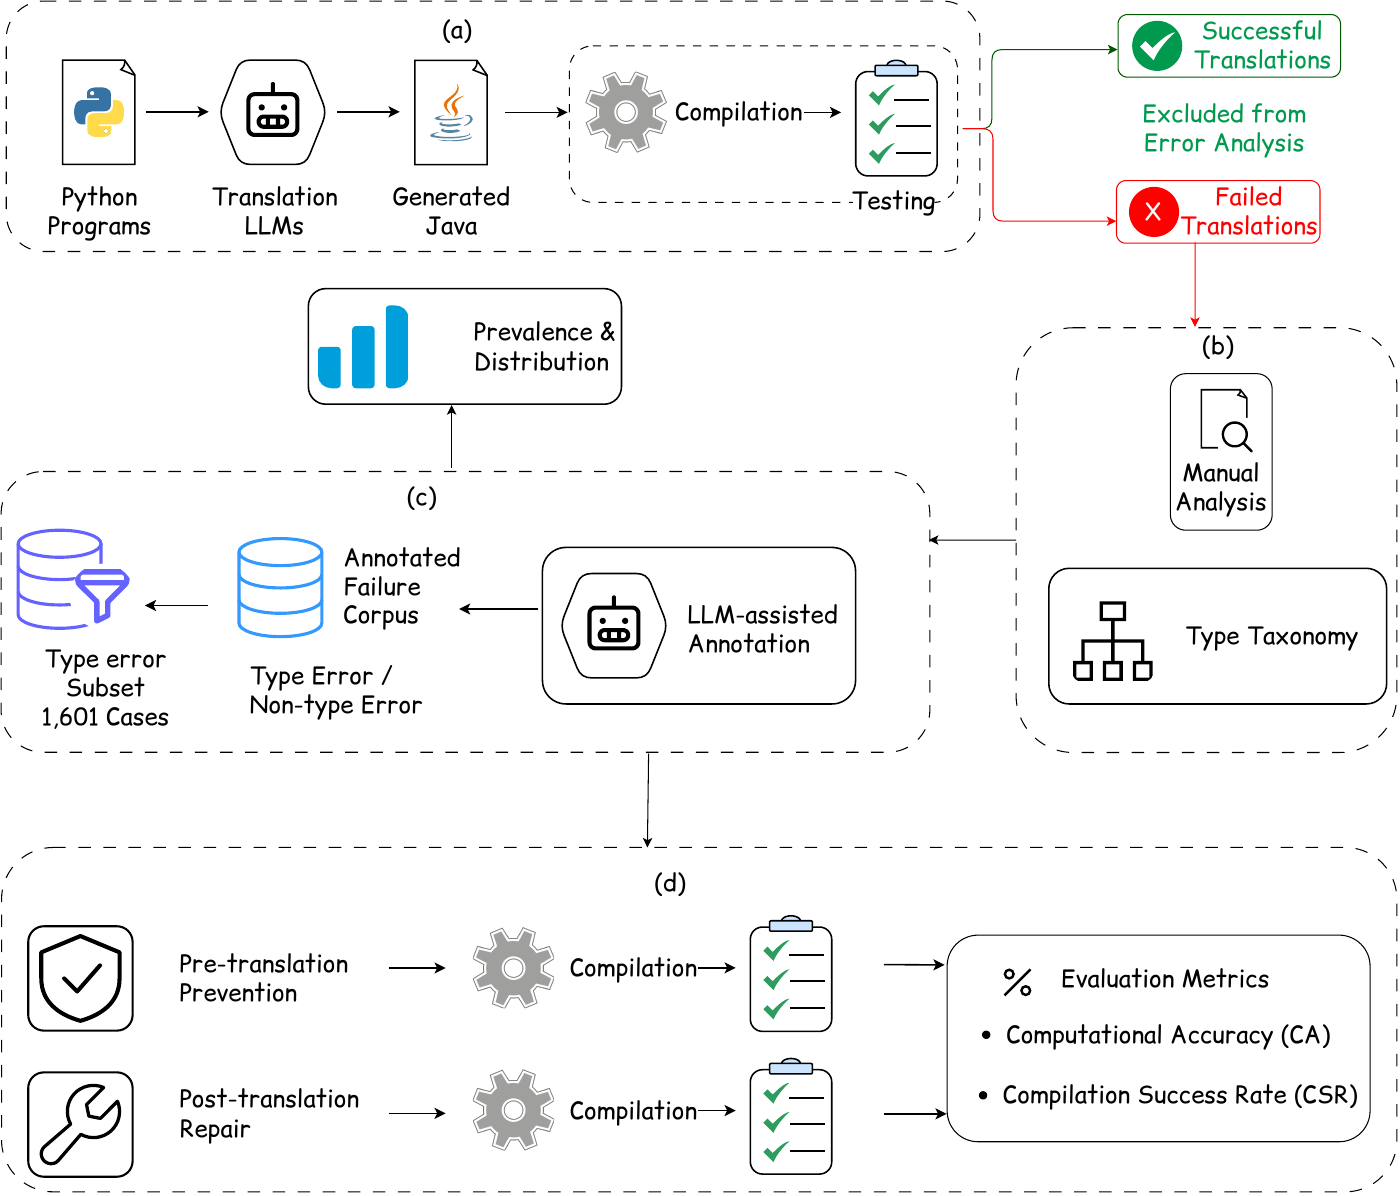 (a)
Python
Programs
Translation
LLMs
Generated
Java
Compilation
Testing
Successful
Translations
Excluded from
Error Analysis
X
Failed
Translations
(b)
Manual
Analysis
Type Taxonomy
Prevalence &
Distribution
(c)
Type error
Subset
1,601 Cases
Annotated
Failure
Corpus
Type Error /
Non-type Error
LLM-assisted
Annotation
(d)
Pre-translation
Prevention
Compilation
Post-translation
Repair
Compilation
% Evaluation Metrics
• Computational Accuracy (CA)
• Compilation Success Rate (CSR)